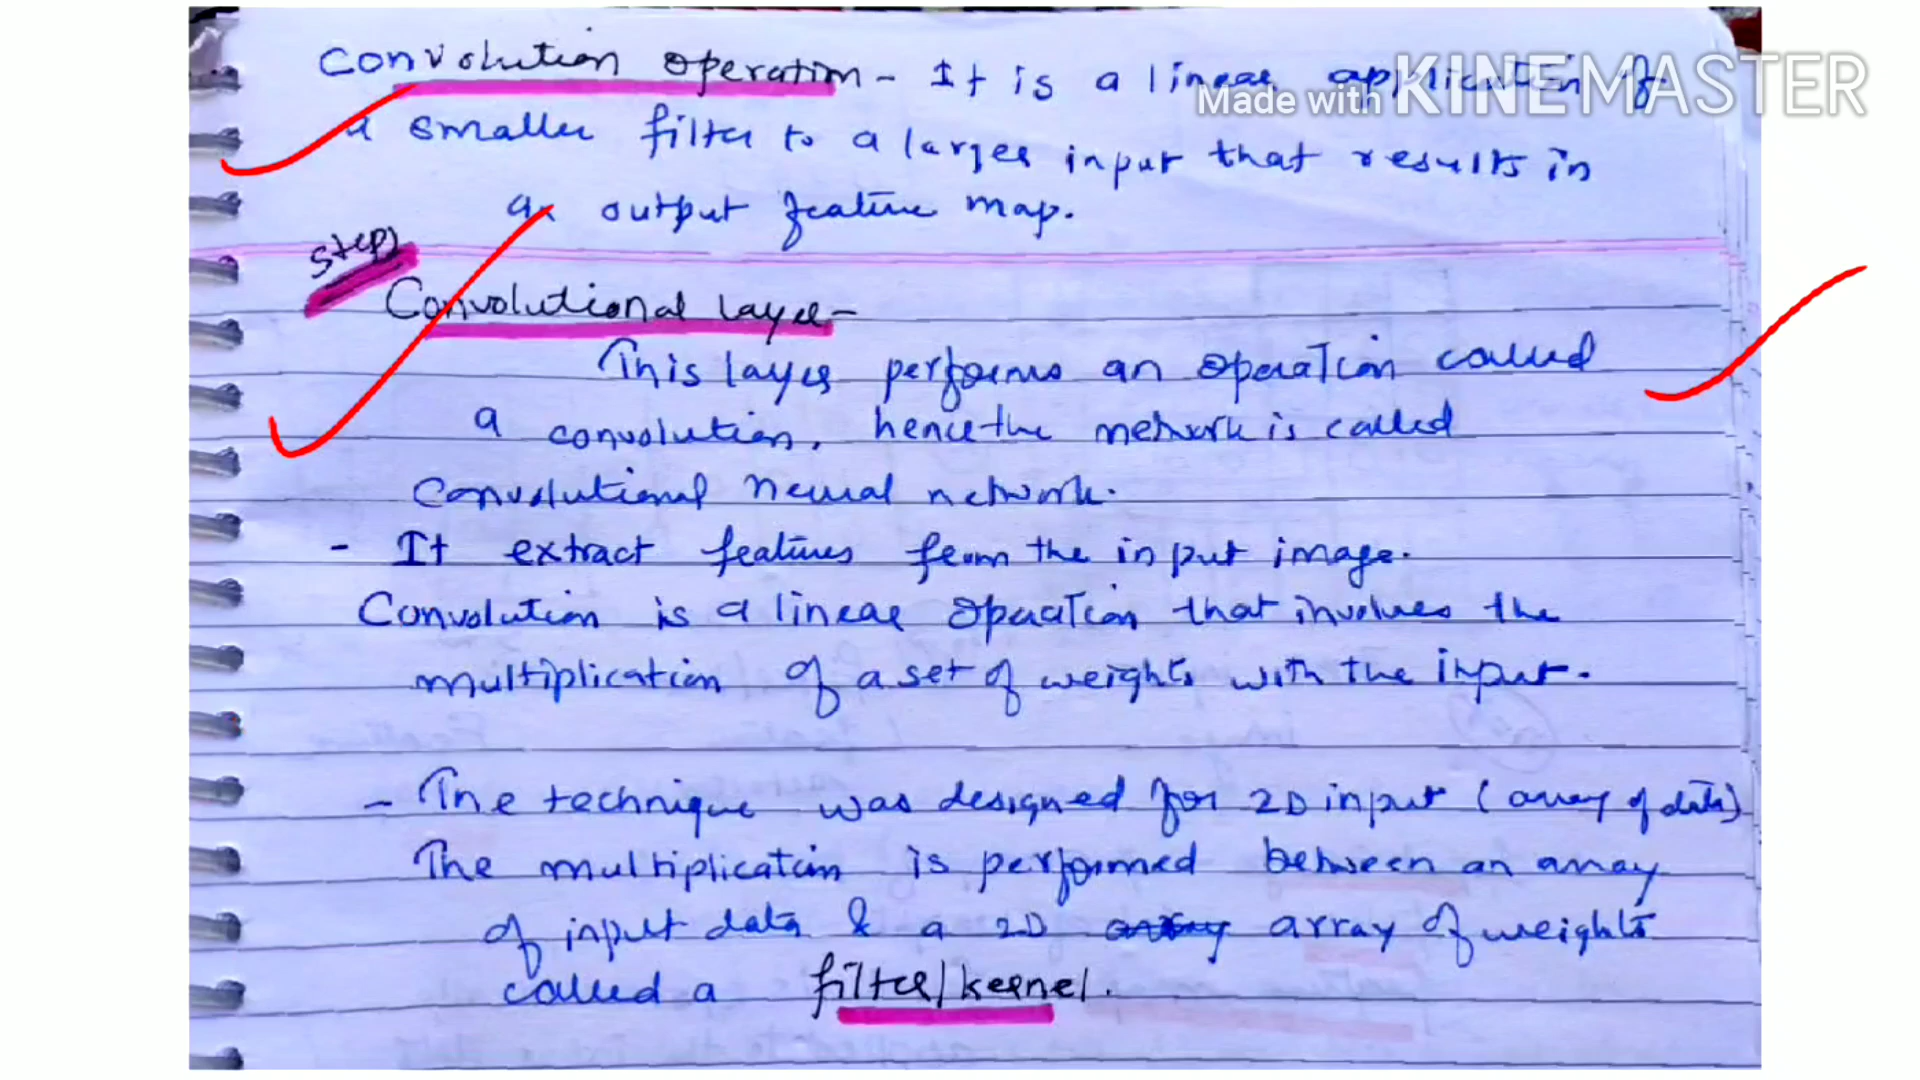 Convolution operation - It is a linear application of
a smaller filter to a larger input that results in
an output feature map.
Step 1
Convolutional layer -
This layer performs an operation called
a convolution, hence the network is called
Convolutional Neural network.
- It extract features from the input image.
Convolution is a linear operation that involves the
multiplication of a set of weights with the input.
- The technique was designed for 2D input (array of data)
The multiplication is performed between an array
of input data & a 2D array of weights
called a filter/kernel.
Made with KINEMASTER